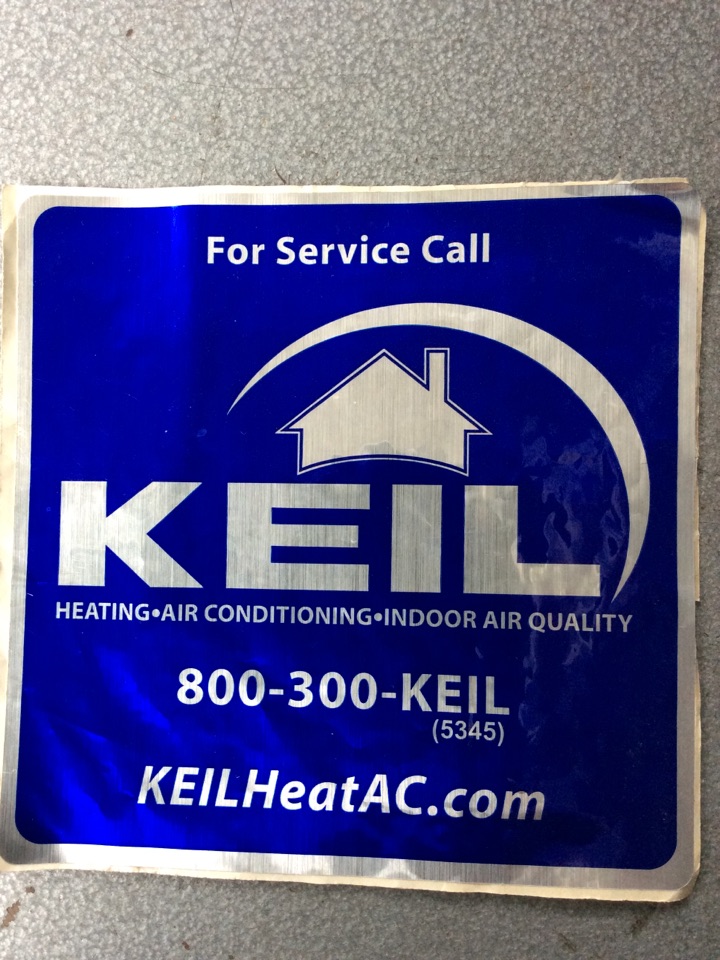 For Service Call
KEIL
HEATING•AIR CONDITIONING•INDOOR AIR QUALITY
800-300-KEIL
(5345)
KEILHeatAC.com